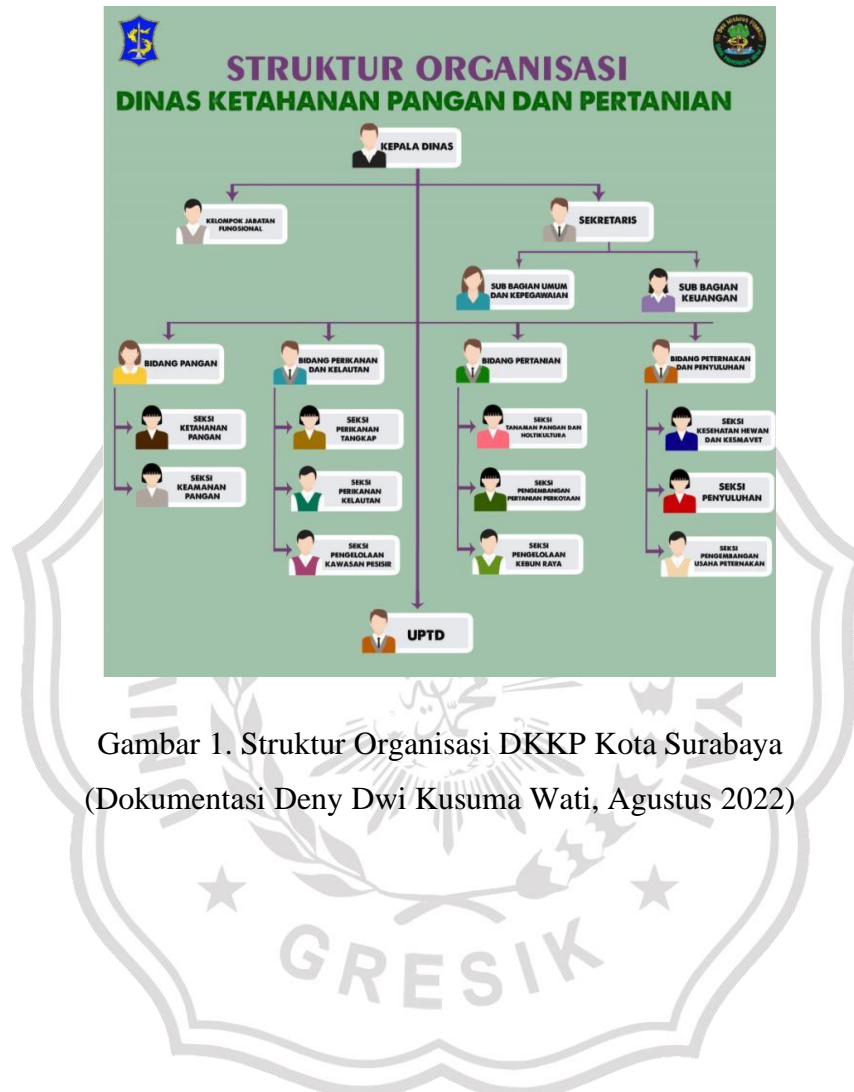 STRUKTUR ORGANISASI
DINAS KETAHANAN PANGAN DAN PERTANIAN
KEPALA DINAS
KELOMPOK JABATAN
FUNGSIONAL
SEKRETARIS
SUB BAGIAN UMUM
DAN KEPEGAWAIAN
SUB BAGIAN
KEUANGAN
BIDANG PANGAN
BIDANG PERIKANAN
DAN KELAUTAN
BIDANG PERTANIAN
BIDANG PETERNAKAN
DAN PENYULUHAN
SEKSI
KETAHANAN
PANGAN
SEKSI
PERIKANAN
TANGKAP
SEKSI
TANAMAN PANGAN DAN
HOLTIKULTURA
SEKSI
KESEHATAN HEWAN
DAN KESMAVET
SEKSI
KEAMANAN
PANGAN
SEKSI
PERIKANAN
KELAUTAN
SEKSI
PENGEMBANGAN
PERTANIAN PERKOTAAN
SEKSI
PENYULUHAN
SEKSI
PENGELOLAAN
KAWASAN PESISIR
SEKSI
PENGELOLAAN
KEBUN RAYA
SEKSI
PENGEMBANGAN
USAHA PETERNAKAN
UPTD
Gambar 1. Struktur Organisasi DKKP Kota Surabaya
(Dokumentasi Deny Dwi Kusuma Wati, Agustus 2022)
GRESIK